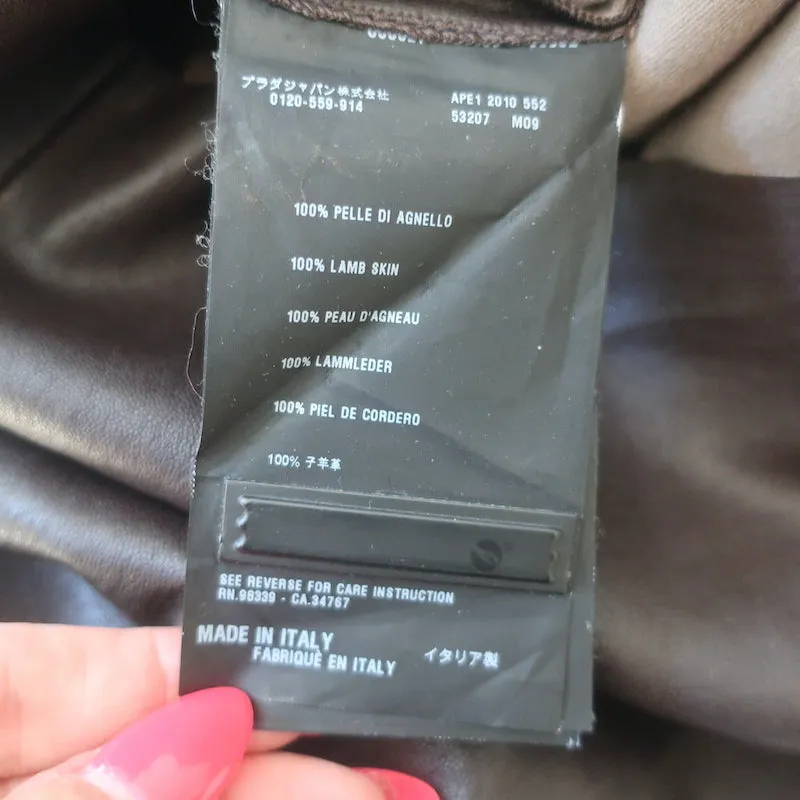 プラダジャパン株式会社
0120-559-914
APE1 2010 552
53207 M09
100% PELLE DI AGNELLO
100% LAMB SKIN
100% PEAU D'AGNEAU
100% LAMMLEDER
100% PIEL DE CORDERO
100% 子羊革
SEE REVERSE FOR CARE INSTRUCTION
RN.98339 - CA.34767
MADE IN ITALY
FABRIQUÈ EN ITALY
イタリア製